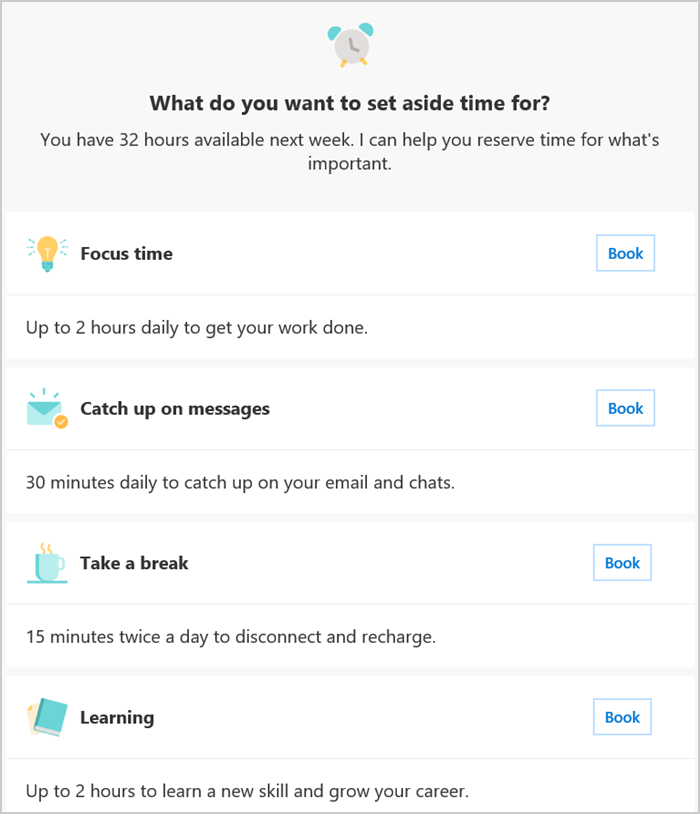 What do you want to set aside time for?
You have 32 hours available next week. I can help you reserve time for what's
important.
Focus time
Book
Up to 2 hours daily to get your work done.
Catch up on messages
Book
30 minutes daily to catch up on your email and chats.
Take a break
Book
15 minutes twice a day to disconnect and recharge.
Learning
Book
Up to 2 hours to learn a new skill and grow your career.